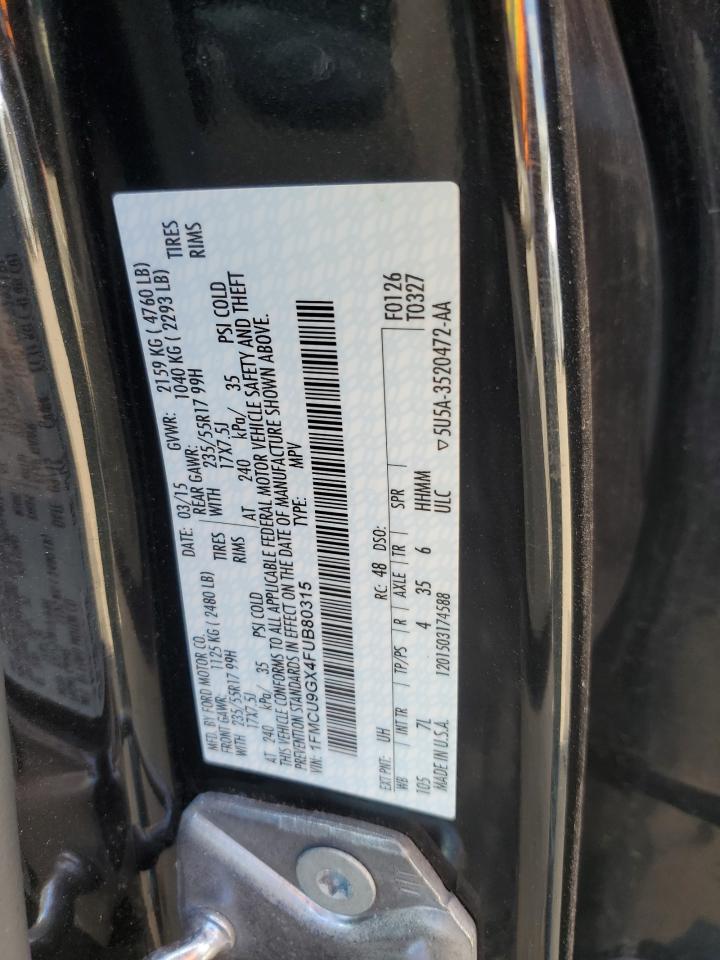 MFD. BY FORD MOTOR CO. DATE: 03/15 GVWR: 2159 KG ( 4760 LB)
FRONT GAWR: 1125 KG ( 2480 LB) REAR GAWR: 1040 KG ( 2293 LB)
WITH 235/55R17 99H TIRES WITH 235/55R17 99H TIRES
17X7.5J RIMS 17X7.5J RIMS
AT 240 kPa/ 35 PSI COLD AT 240 kPa/ 35 PSI COLD
THIS VEHICLE CONFORMS TO ALL APPLICABLE FEDERAL MOTOR VEHICLE SAFETY AND THEFT
PREVENTION STANDARDS IN EFFECT ON THE DATE OF MANUFACTURE SHOWN ABOVE.
VIN: 1FMCU9GX4FUB80315 TYPE: MPV
EXT PNT: UH RC: 48 DSO: F0126
WB INT TR TP/PS R AXLE TR SPR T0327
105 7L 4 35 6 HHMM
MADE IN U.S.A. 1201503174588 ULC ▽5U5A-3520472-AA